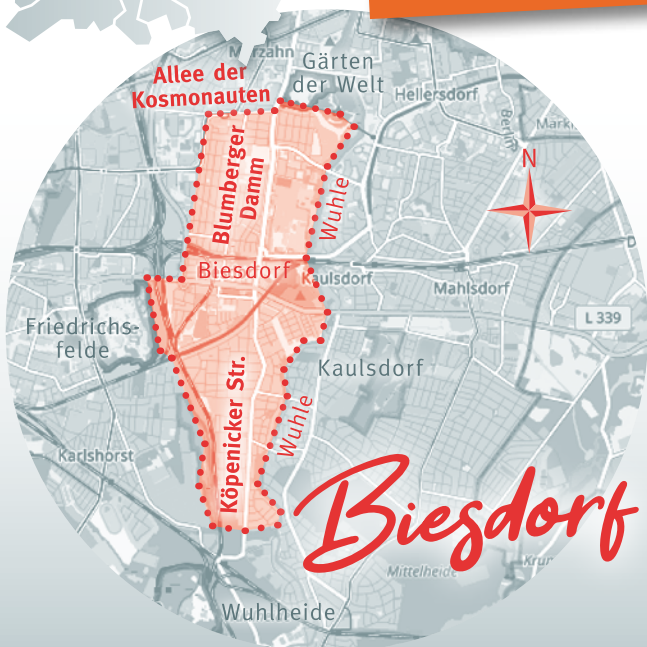 Marzahn
Gärten
der Welt
Allee der
Kosmonauten
Hellersdorf
Blumberger
Damm
Wuhle
N
Biesdorf
Kaulsdorf
Mahlsdorf
L 339
Friedrichs-
felde
Kaulsdorf
Köpenicker Str.
Wuhle
Karlshorst
Biesdorf
Mittelheide
Wuhlheide